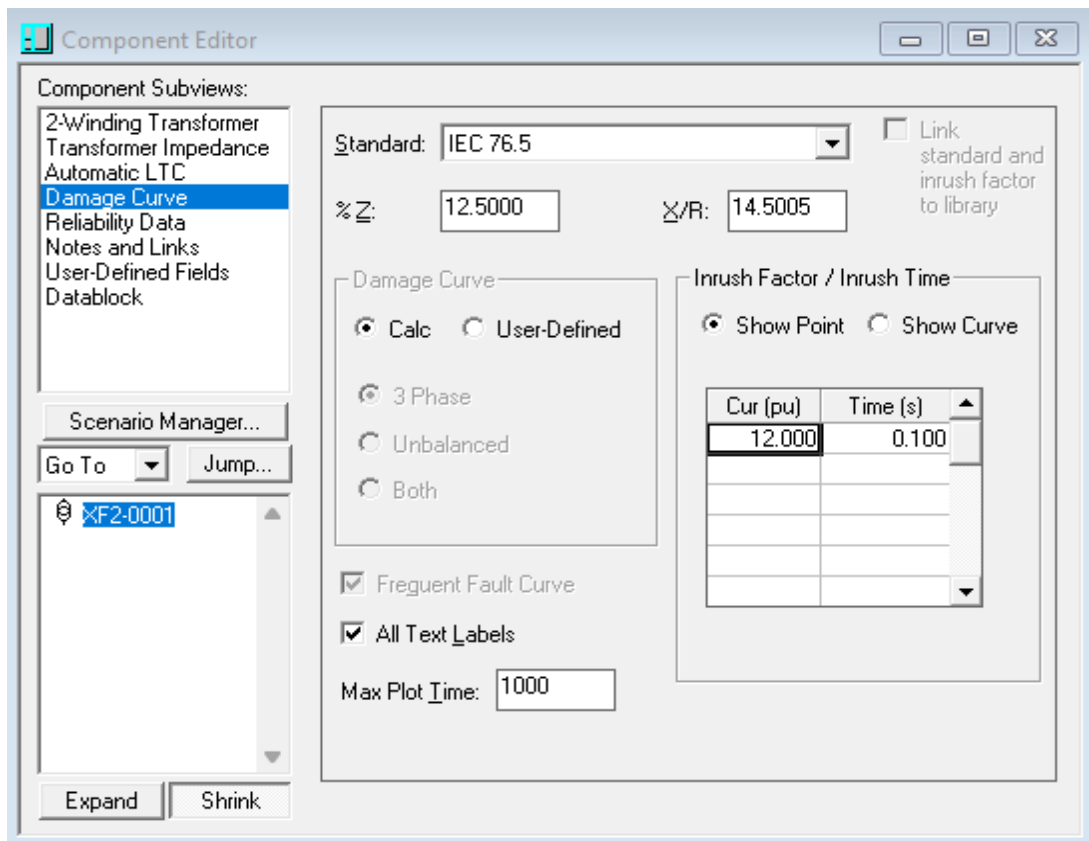 Component Editor
Component Subviews:
2-Winding Transformer
Transformer Impedance
Automatic LTC
Damage Curve
Reliability Data
Notes and Links
User-Defined Fields
Datablock
Scenario Manager...
Go To
Jump...
XF2-0001
Expand
Shrink
Standard: IEC 76.5
Link
standard and
inrush factor
to library
% Z: 12.5000
X/R: 14.5005
Damage Curve
Calc
User-Defined
3 Phase
Unbalanced
Both
Inrush Factor / Inrush Time
Show Point
Show Curve
Cur (pu)
Time (s)
12.000
0.100
Frequent Fault Curve
All Text Labels
Max Plot Time: 1000